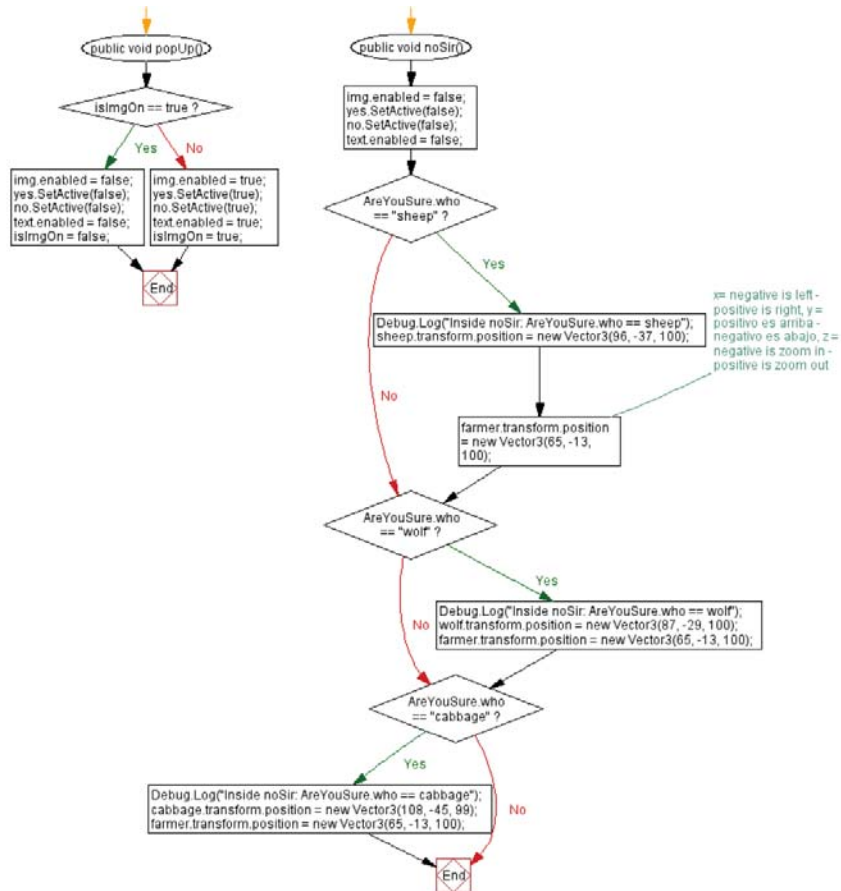 public void popUp()
isImgOn == true ?
Yes
No
img.enabled = false;
yes.SetActive(false);
no.SetActive(false);
text.enabled = false;
isImgOn = false;
img.enabled = true;
yes.SetActive(true);
no.SetActive(true);
text.enabled = true;
isImgOn = true;
End
public void noSir()
img.enabled = false;
yes.SetActive(false);
no.SetActive(false);
text.enabled = false;
AreYouSure.who
== "sheep" ?
Yes
No
Debug.Log("Inside noSir: AreYouSure.who == sheep");
sheep.transform.position = new Vector3(96, -37, 100);
x= negative is left -
positive is right, y =
positivo es arriba -
negativo es abajo, z =
negative is zoom in -
positive is zoom out
farmer.transform.position
= new Vector3(65, -13,
100);
AreYouSure.who
== "wolf" ?
Yes
No
Debug.Log("Inside noSir: AreYouSure.who == wolf");
wolf.transform.position = new Vector3(87, -29, 100);
farmer.transform.position = new Vector3(65, -13, 100);
AreYouSure.who
== "cabbage" ?
Yes
No
Debug.Log("Inside noSir: AreYouSure.who == cabbage");
cabbage.transform.position = new Vector3(108, -45, 99);
farmer.transform.position = new Vector3(65, -13, 100);
End